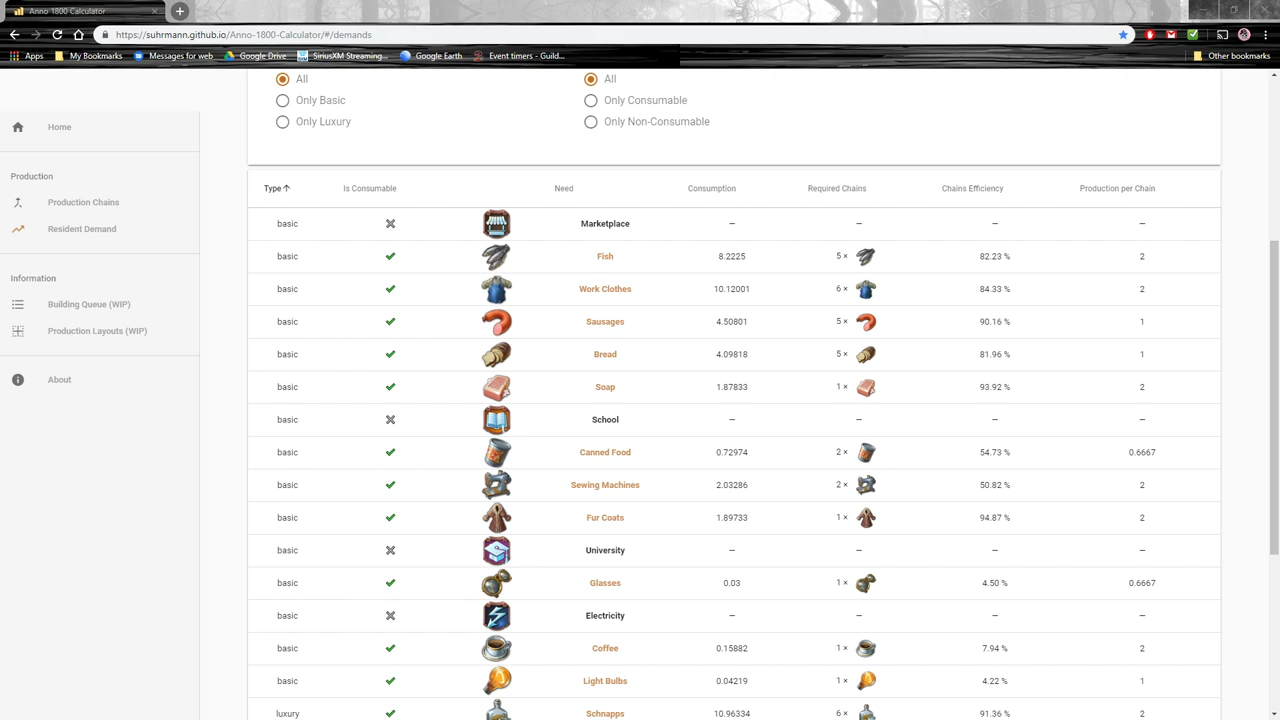 Anno 1800 Calculator
https://suhrmann.github.io/Anno-1800-Calculator/#/demands
Apps My Bookmarks Messages for web Google Drive SiriusXM Streaming... Google Earth Event timers - Guild... Other bookmarks
All All
Only Basic Only Consumable
Only Luxury Only Non-Consumable
Home
Production
Production Chains
Resident Demand
Information
Building Queue (WIP)
Production Layouts (WIP)
About
Type Is Consumable Need Consumption Required Chains Chains Efficiency Production per Chain
basic Marketplace — — — —
basic Fish 8.2225 5 × 82.23 % 2
basic Work Clothes 10.12001 6 × 84.33 % 2
basic Sausages 4.50801 5 × 90.16 % 1
basic Bread 4.09818 5 × 81.96 % 1
basic Soap 1.87833 1 × 93.92 % 2
basic School — — — —
basic Canned Food 0.72974 2 × 54.73 % 0.6667
basic Sewing Machines 2.03286 2 × 50.82 % 2
basic Fur Coats 1.89733 1 × 94.87 % 2
basic University — — — —
basic Glasses 0.03 1 × 4.50 % 0.6667
basic Electricity — — — —
basic Coffee 0.15882 1 × 7.94 % 2
basic Light Bulbs 0.04219 1 × 4.22 % 1
luxury Schnapps 10.96334 6 × 91.36 % 2